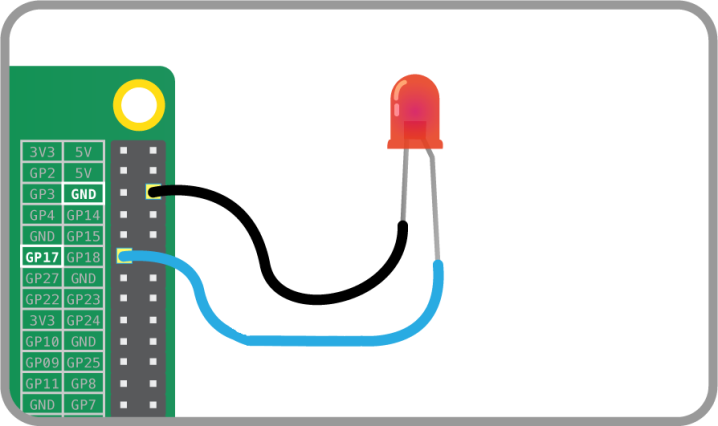 3V3 5V
GP2 5V
GP3 GND
GP4 GP14
GND GP15
GP17 GP18
GP27 GND
GP22 GP23
3V3 GP24
GP10 GND
GP09 GP25
GP11 GP8
GND GP7